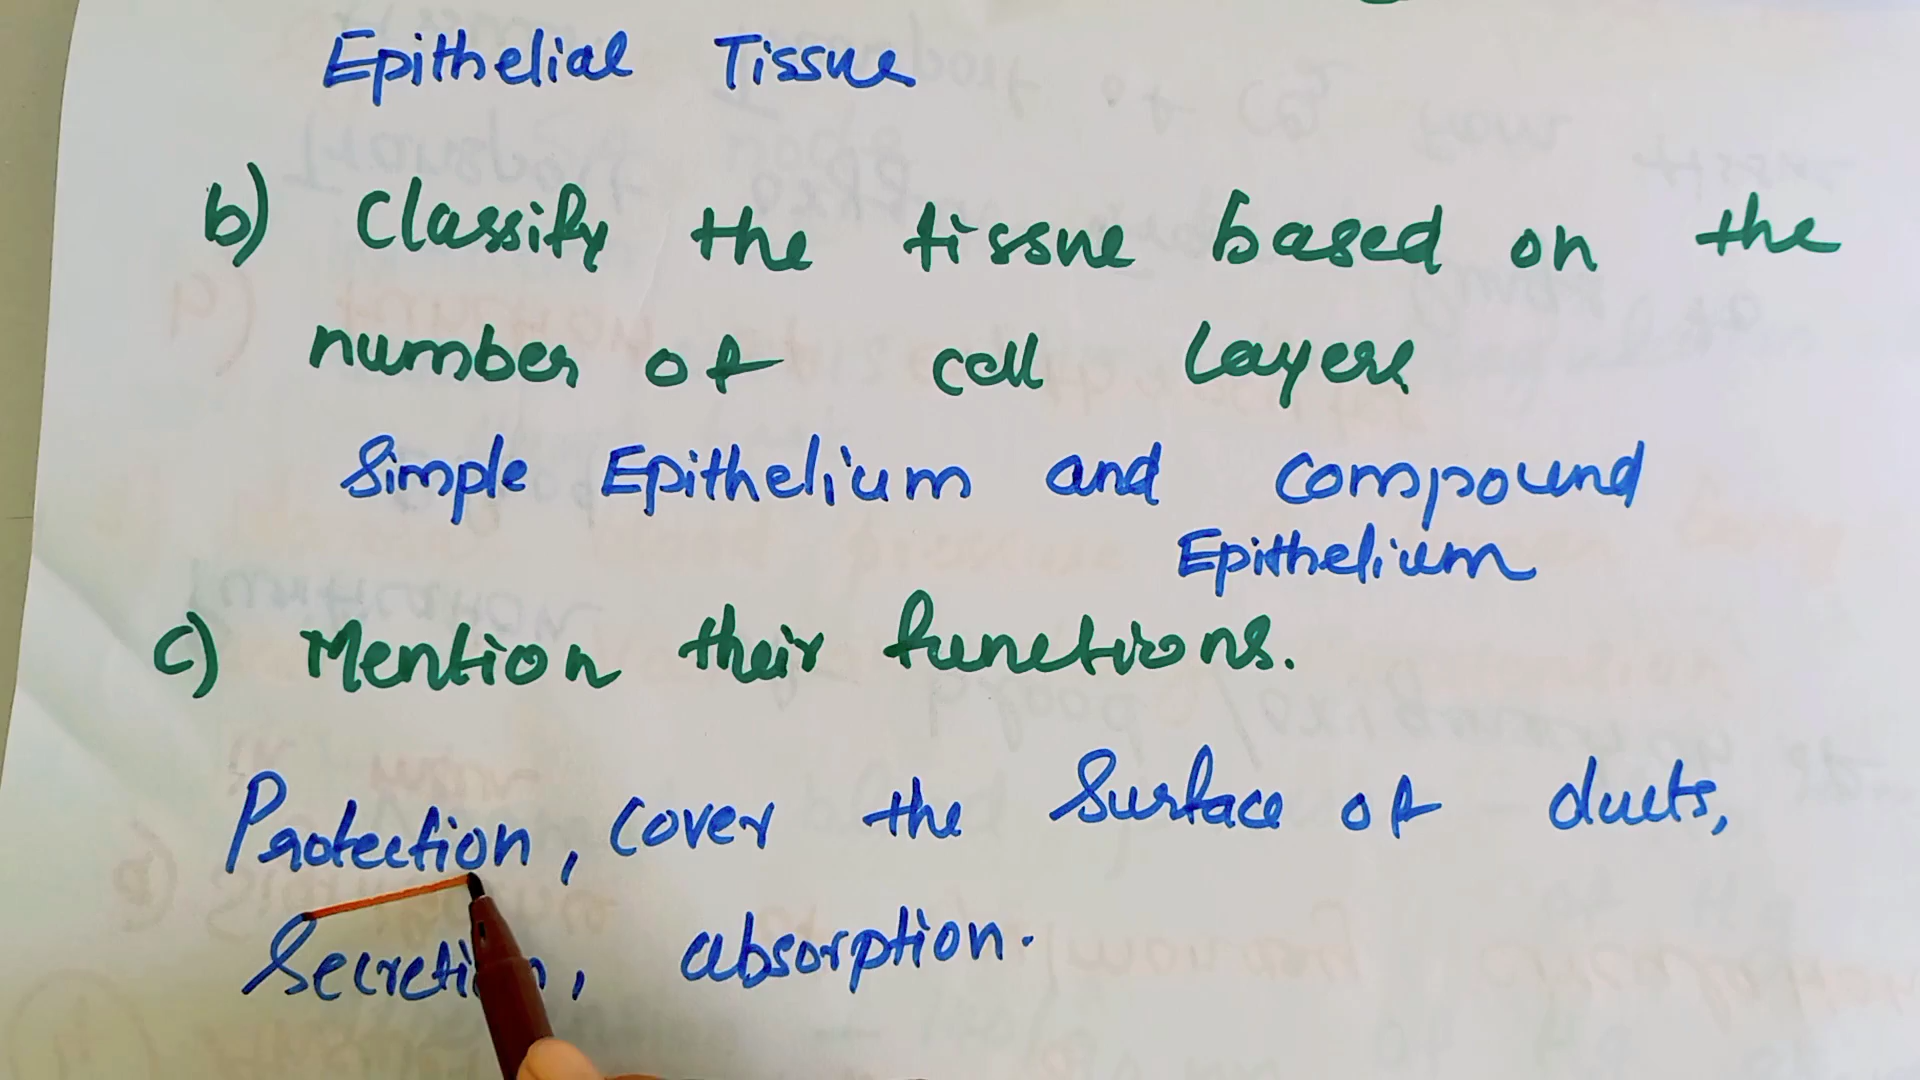 Epithelial Tissue
b) Classify the tissue based on the
number of cell layers
Simple Epithelium and compound
Epithelium
c) Mention their functions.
Protection, cover the surface of ducts,
Secretion, absorption.